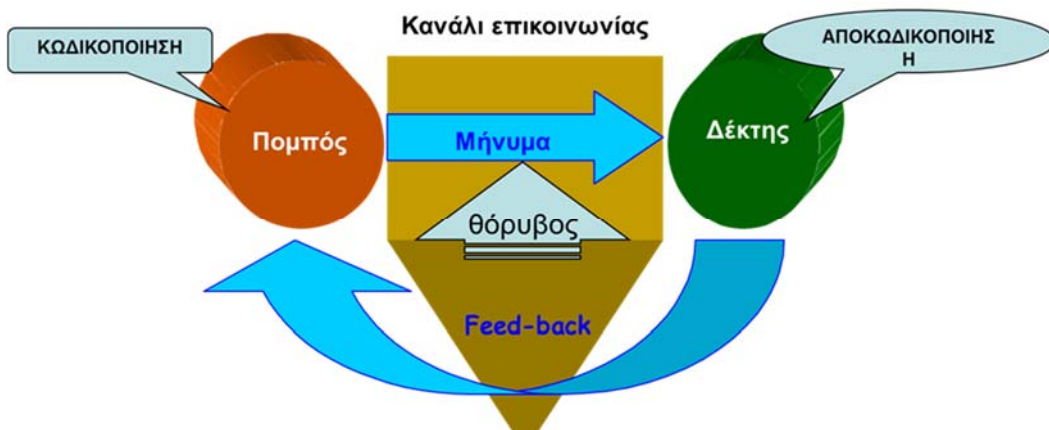 Κανάλι επικοινωνίας
ΚΩΔΙΚΟΠΟΙΗΣΗ
ΑΠΟΚΩΔΙΚΟΠΟΙΗΣ
Η
Πομπός
Μήνυμα
Δέκτης
θόρυβος
Feed-back